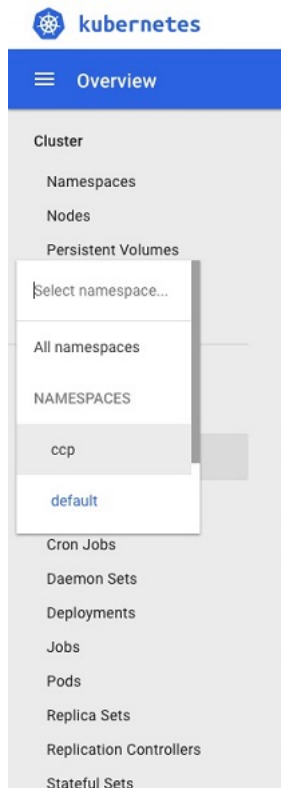 kubernetes
Overview
Cluster
Namespaces
Nodes
Persistent Volumes
Select namespace...
All namespaces
NAMESPACES
ccp
default
Cron Jobs
Daemon Sets
Deployments
Jobs
Pods
Replica Sets
Replication Controllers
Stateful Sets